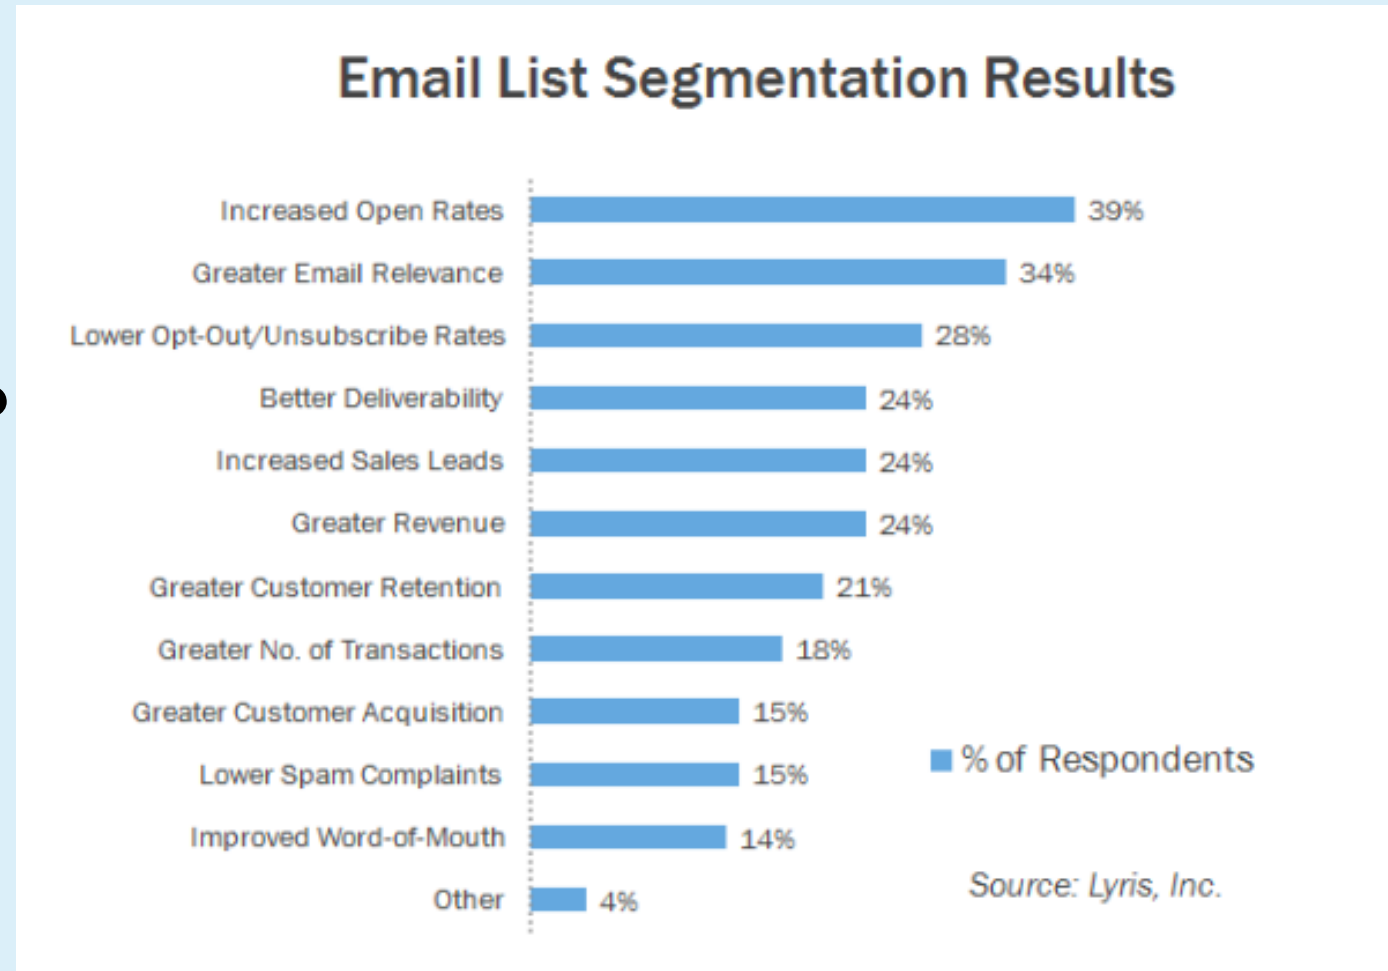 Email List Segmentation Results
Increased Open Rates 39%
Greater Email Relevance 34%
Lower Opt-Out/Unsubscribe Rates 28%
Better Deliverability 24%
Increased Sales Leads 24%
Greater Revenue 24%
Greater Customer Retention 21%
Greater No. of Transactions 18%
Greater Customer Acquisition 15%
Lower Spam Complaints 15%
Improved Word-of-Mouth 14%
Other 4%
% of Respondents
Source: Lyris, Inc.